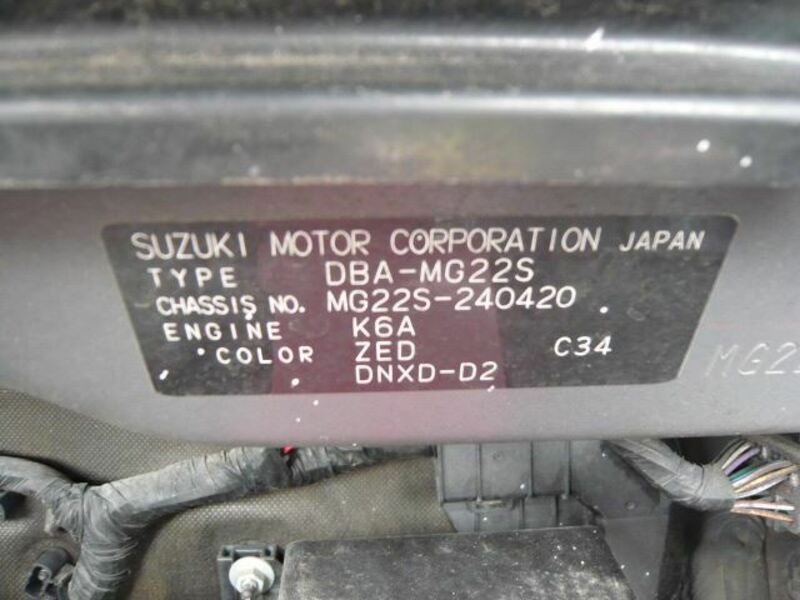 SUZUKI MOTOR CORPORATION JAPAN
TYPE DBA-MG22S
CHASSIS NO. MG22S-240420
ENGINE K6A
COLOR ZED C34
DNXD-D2